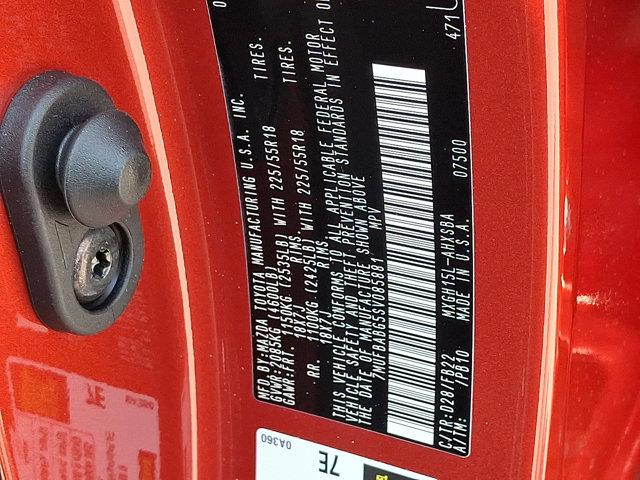 MFD.BY:MAZDA TOYOTA MANUFACTURING U.S.A. INC.
GVWR:2085KG (4600LB)
GAWR:FRT. 1150KG (2535LB) WITH 225/55R18 TIRES.
18X7J RIMS
RR. 1100KG (2425LB) WITH 225/55R18 TIRES.
18X7J RIMS
THIS VEHICLE CONFORMS TO ALL APPLICABLE FEDERAL MOTOR
VEHICLE SAFETY AND THEFT PREVENTION STANDARDS IN EFFECT
THE DATE OF MANUFACTURE SHOWN ABOVE
MPV
C/TR:D28/FB22 MXGH15L-AHXSBA 07500 471
A/TM: /PB10 MADE IN U.S.A.
0A360
7E
7E